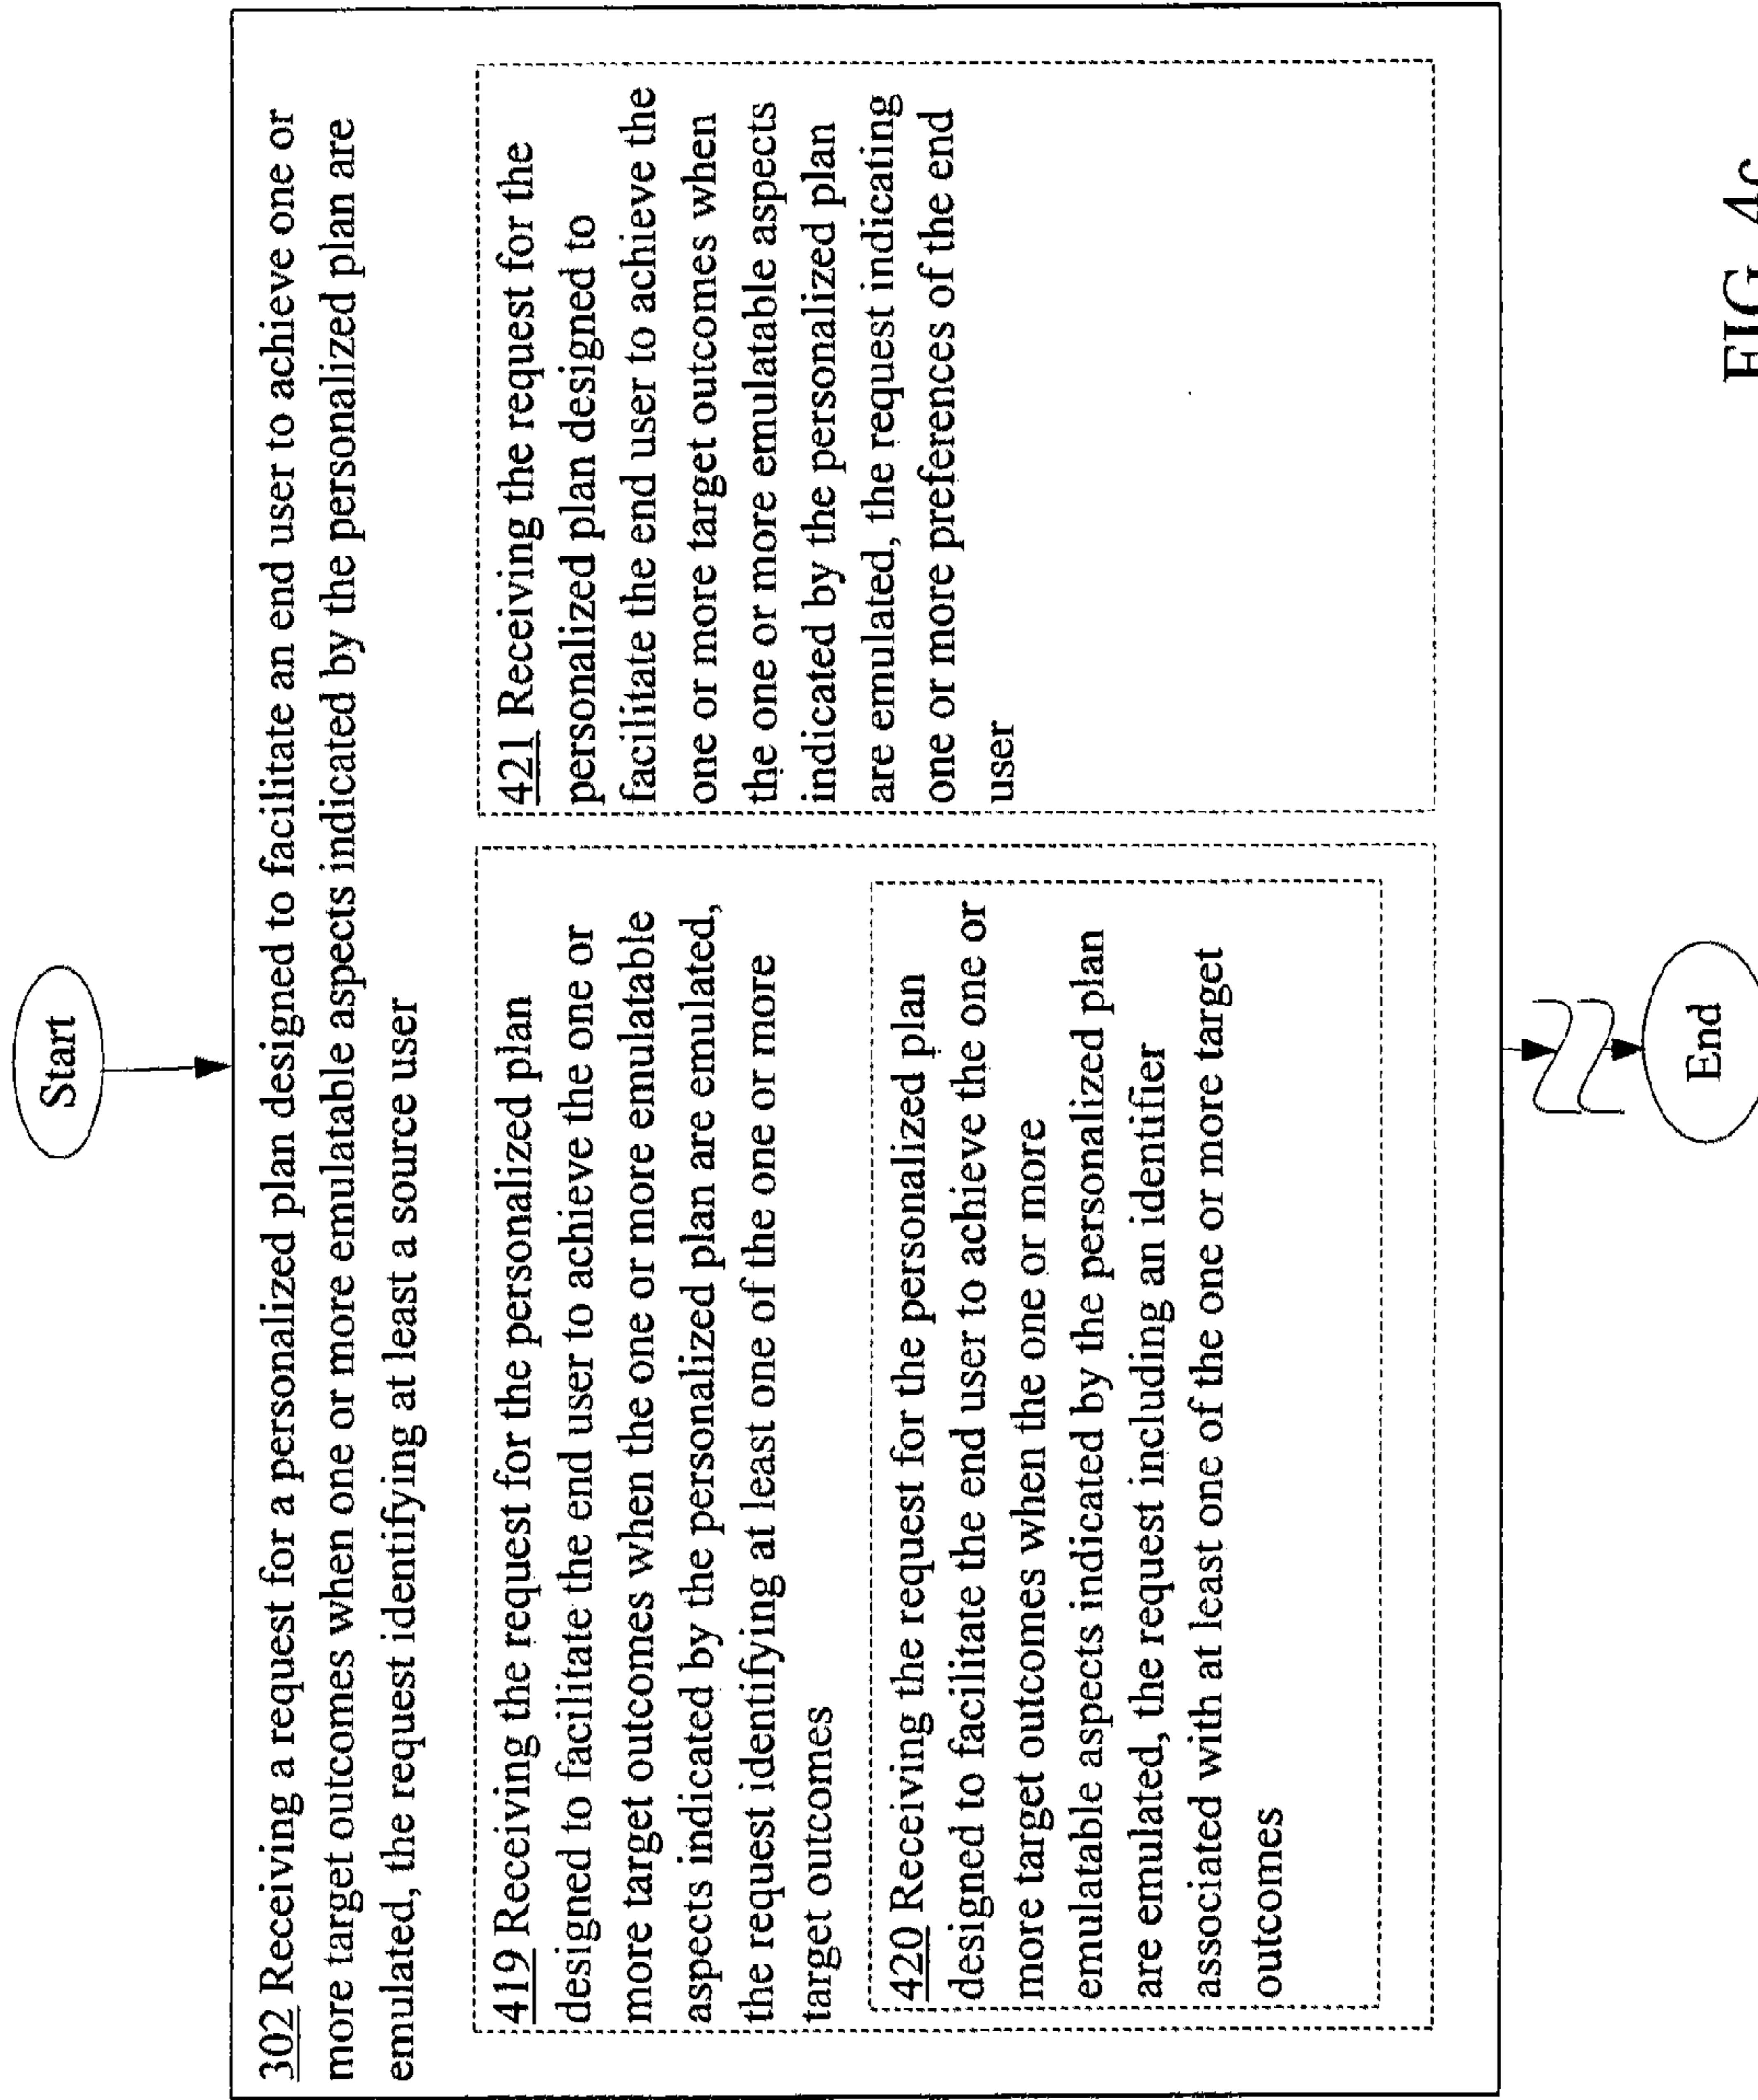 Start
302 Receiving a request for a personalized plan designed to facilitate an end user to achieve one or
more target outcomes when one or more emulatable aspects indicated by the personalized plan are
emulated, the request identifying at least a source user
419 Receiving the request for the personalized plan
designed to facilitate the end user to achieve the one or
more target outcomes when the one or more emulatable
aspects indicated by the personalized plan are emulated,
the request identifying at least one of the one or more
target outcomes
420 Receiving the request for the personalized plan
designed to facilitate the end user to achieve the one or
more target outcomes when the one or more
emulatable aspects indicated by the personalized plan
are emulated, the request including an identifier
associated with at least one of the one or more target
outcomes
421 Receiving the request for the
personalized plan designed to
facilitate the end user to achieve the
one or more target outcomes when
the one or more emulatable aspects
indicated by the personalized plan
are emulated, the request indicating
one or more preferences of the end
user
End
FIG. 4c